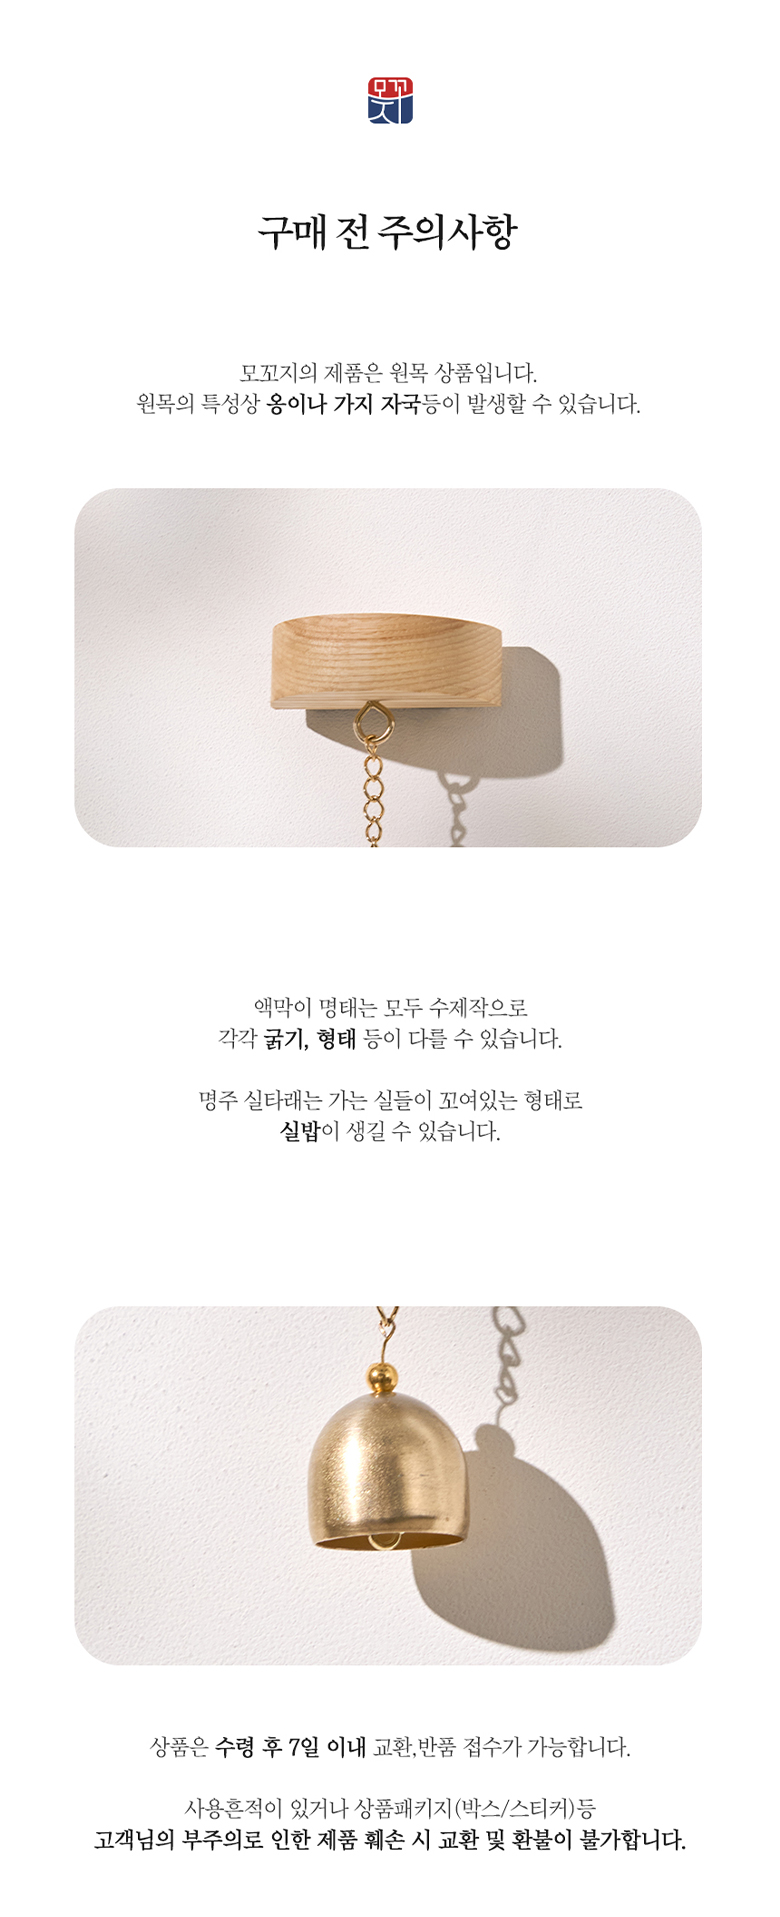 모꼬지
구매 전 주의사항
모꼬지의 제품은 원목 상품입니다.
원목의 특성상 옹이나 가지 자국등이 발생할 수 있습니다.
액막이 명태는 모두 수제작으로
각각 굵기, 형태 등이 다를 수 있습니다.
명주 실타래는 가는 실들이 꼬여있는 형태로
실밥이 생길 수 있습니다.
상품은 수령 후 7일 이내 교환,반품 접수가 가능합니다.
사용흔적이 있거나 상품패키지(박스/스티커)등
고객님의 부주의로 인한 제품 훼손 시 교환 및 환불이 불가합니다.